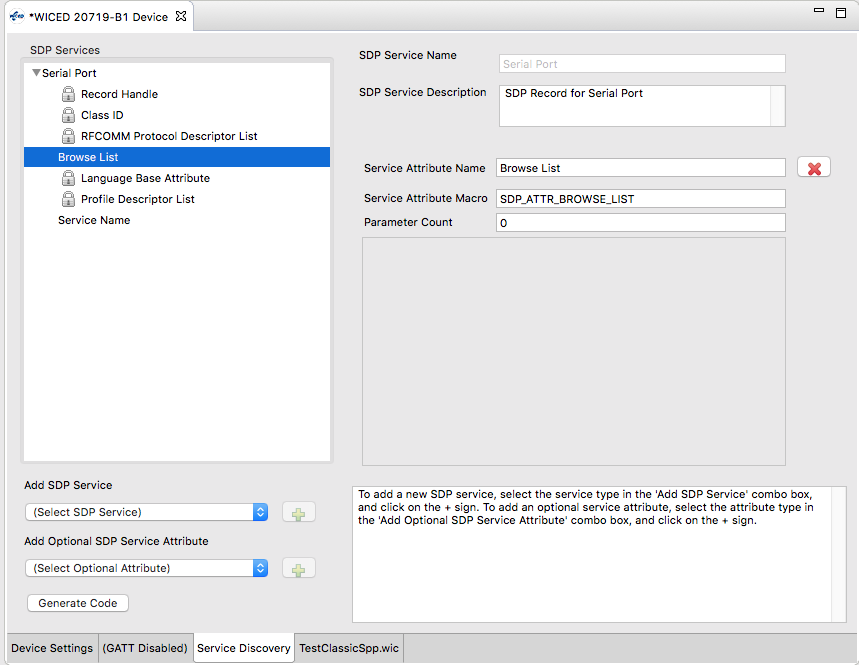 *WICED 20719-B1 Device
SDP Services
Serial Port
Record Handle
Class ID
RFCOMM Protocol Descriptor List
Browse List
Language Base Attribute
Profile Descriptor List
Service Name
Add SDP Service
(Select SDP Service)
Add Optional SDP Service Attribute
(Select Optional Attribute)
Generate Code
SDP Service Name
Serial Port
SDP Service Description
SDP Record for Serial Port
Service Attribute Name
Browse List
Service Attribute Macro
SDP_ATTR_BROWSE_LIST
Parameter Count
0
To add a new SDP service, select the service type in the 'Add SDP Service' combo box,
and click on the + sign. To add an optional service attribute, select the attribute type in
the 'Add Optional SDP Service Attribute' combo box, and click on the + sign.
Device Settings
(GATT Disabled)
Service Discovery
TestClassicSpp.wic